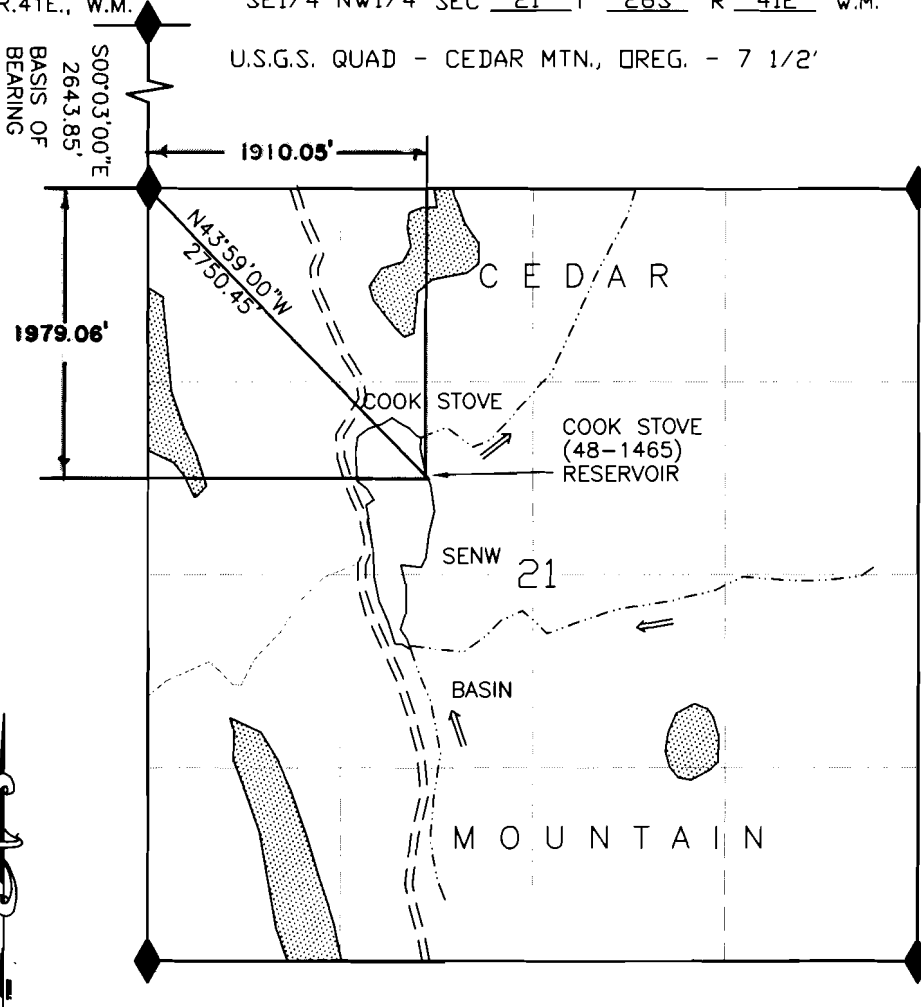 R.41E., W.M.
SE1/4 NW1/4 SEC 21 T 26S R 41E W.M.
U.S.G.S. QUAD - CEDAR MTN., OREG. - 7 1/2'
S00°03'00"E
2643.85'
BASIS OF
BEARING
1910.05'
N43°59'00"W
2750.45'
CEDAR
1979.06'
COOK STOVE
COOK STOVE
(48-1465)
RESERVOIR
SENW
21
BASIN
MOUNTAIN